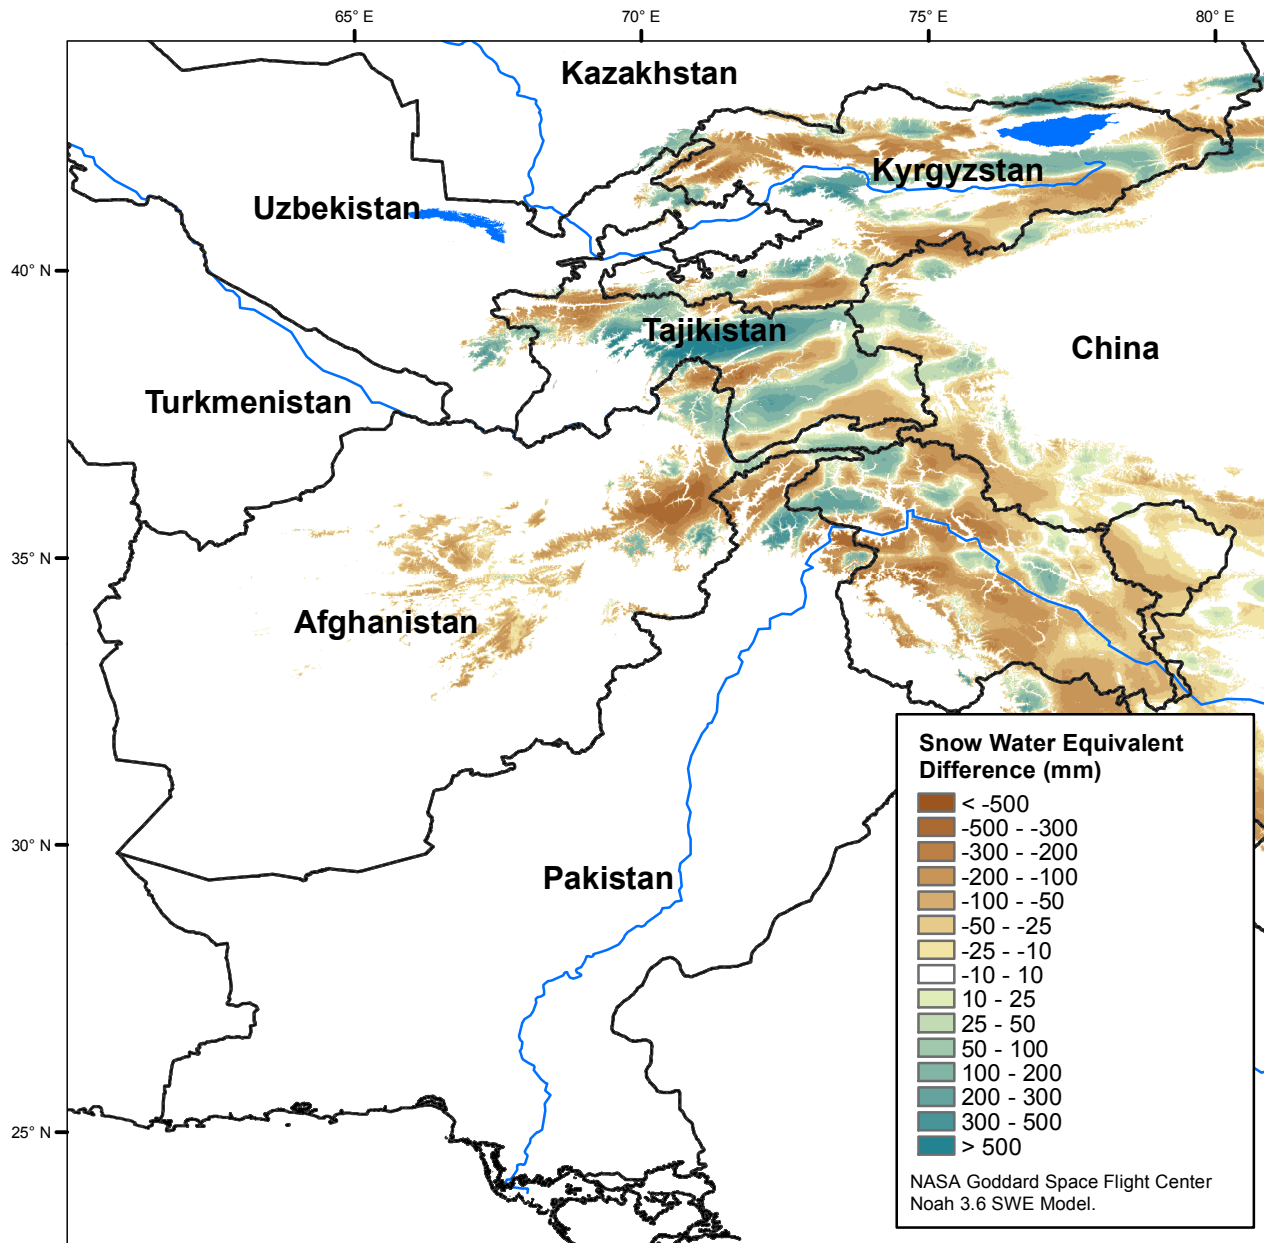 65° E
70° E
75° E
80° E
Kazakhstan
Kyrgyzstan
Uzbekistan
40° N
Tajikistan
China
Turkmenistan
35° N
Afghanistan
30° N
Pakistan
25° N
Snow Water Equivalent
Difference (mm)
< -500
-500 - -300
-300 - -200
-200 - -100
-100 - -50
-50 - -25
-25 - -10
-10 - 10
10 - 25
25 - 50
50 - 100
100 - 200
200 - 300
300 - 500
> 500
NASA Goddard Space Flight Center
Noah 3.6 SWE Model.